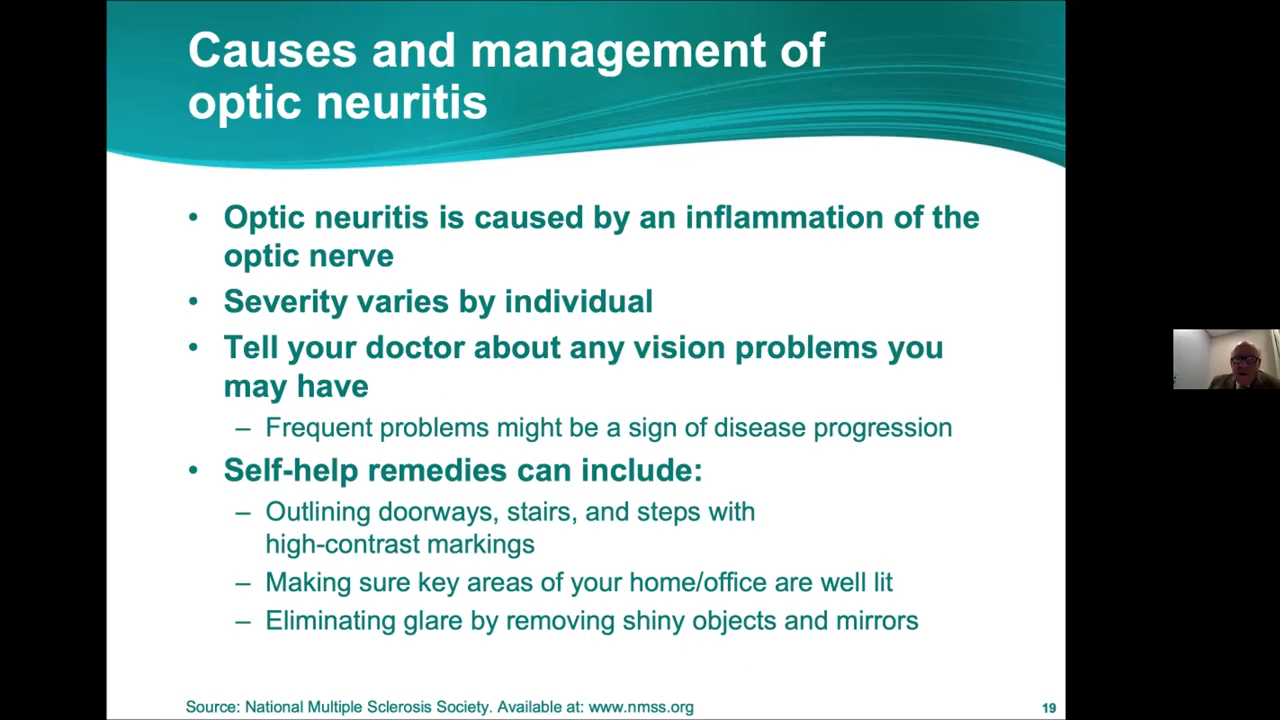 Causes and management of
optic neuritis
• Optic neuritis is caused by an inflammation of the
optic nerve
• Severity varies by individual
• Tell your doctor about any vision problems you
may have
– Frequent problems might be a sign of disease progression
• Self-help remedies can include:
– Outlining doorways, stairs, and steps with
high-contrast markings
– Making sure key areas of your home/office are well lit
– Eliminating glare by removing shiny objects and mirrors
Source: National Multiple Sclerosis Society. Available at: www.nmss.org
19